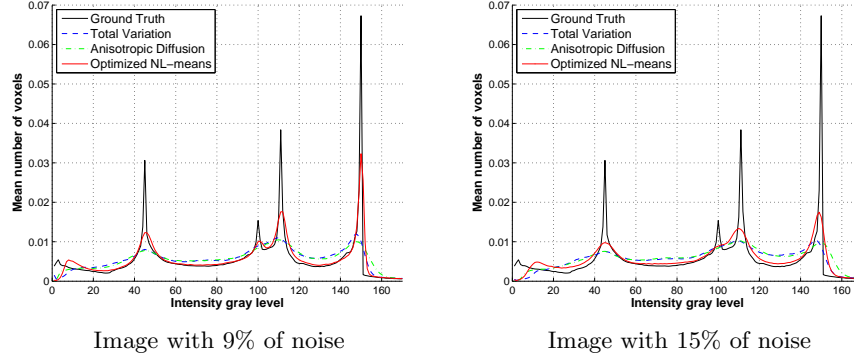 0.07
0.06
0.05
0.04
0.03
0.02
0.01
0
Mean number of voxels
Ground Truth
Total Variation
Anisotropic Diffusion
Optimized NL−means
0 20 40 60 80 100 120 140 160
Intensity gray level
Image with 9% of noise
0.07
0.06
0.05
0.04
0.03
0.02
0.01
0
Mean number of voxels
Ground Truth
Total Variation
Anisotropic Diffusion
Optimized NL−means
0 20 40 60 80 100 120 140 160
Intensity gray level
Image with 15% of noise